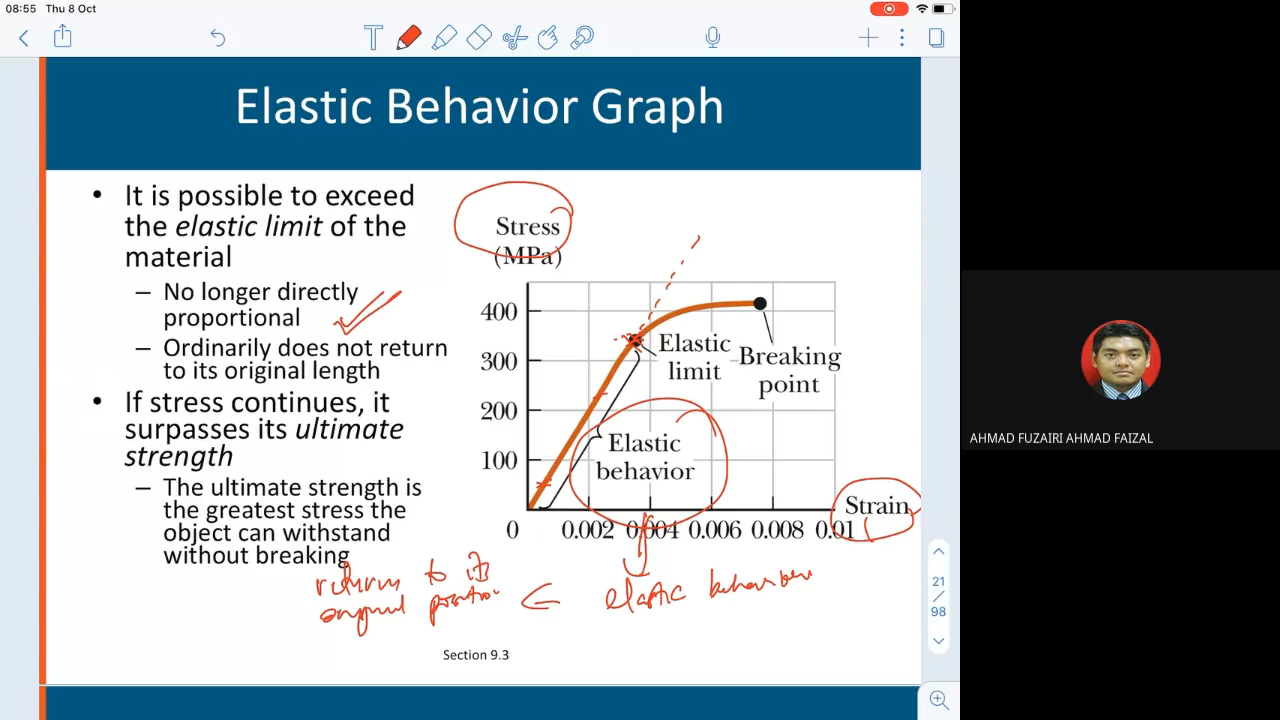 08:55 Thu 8 Oct
T
Elastic Behavior Graph
• It is possible to exceed
the elastic limit of the
material
– No longer directly
proportional
– Ordinarily does not return
to its original length
• If stress continues, it
surpasses its ultimate
strength
– The ultimate strength is
the greatest stress the
object can withstand
without breaking
Stress
(MPa)
400
300
200
100
0
0.002 0.004 0.006 0.008 0.01
Elastic
limit
Breaking
point
Elastic
behavior
Strain
elastic
to its
Section 9.3
21
/
98
AHMAD FUZAIRI AHMAD FAIZAL